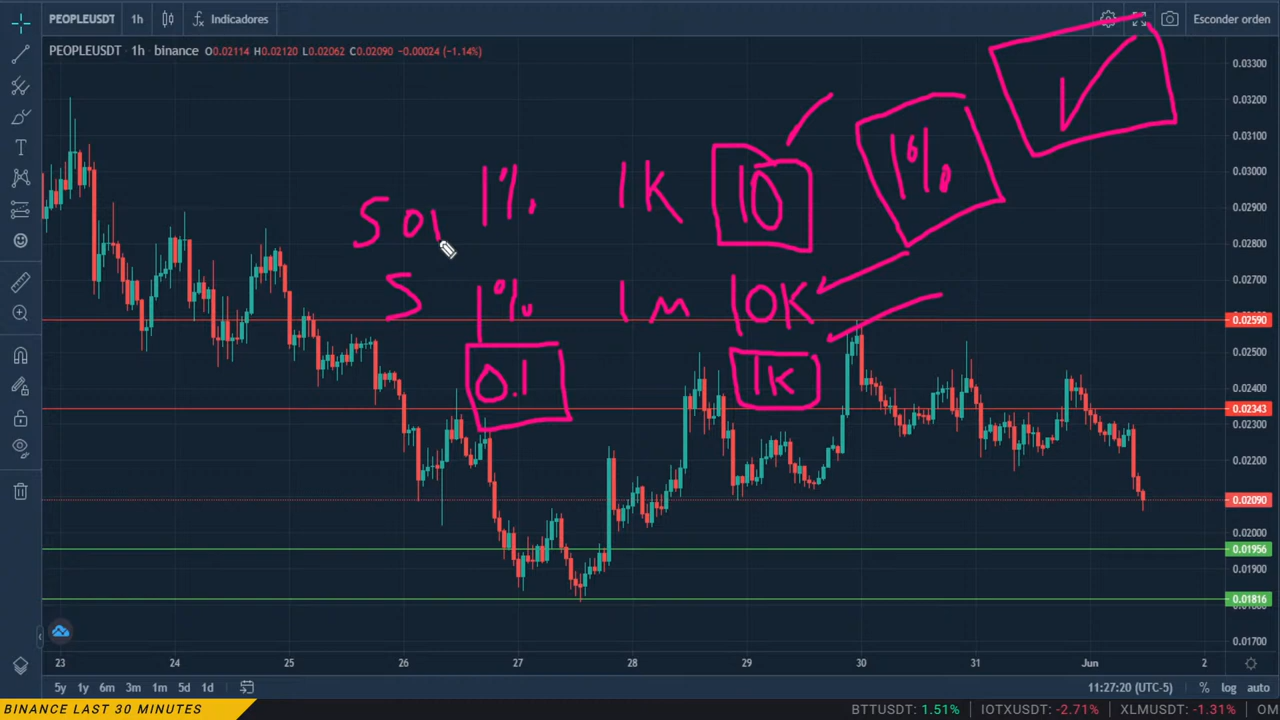 PEOPLEUSDT 1h Indicadores Esconder orden
PEOPLEUSDT 1h binance O0.02114 H0.02120 L0.02062 C0.02090 -0.00024 (-1.14%)
0.03300
0.03200
0.03100
0.03000
0.02900
0.02800
0.02700
0.02590
0.02500
0.02400
0.02343
0.02300
0.02200
0.02090
0.02000
0.01956
0.01900
0.01816
0.01700
1%
1% 1K 10
SOl
S 1% 1M 10K
0.1 1K
23 24 25 26 27 28 29 30 31 Jun 2
5y 1y 6m 3m 1m 5d 1d 11:27:20 (UTC-5) % log auto
BINANCE LAST 30 MINUTES BTTUSDT: 1.51% IOTXUSDT: -2.71% XLMUSDT: -1.31% OM